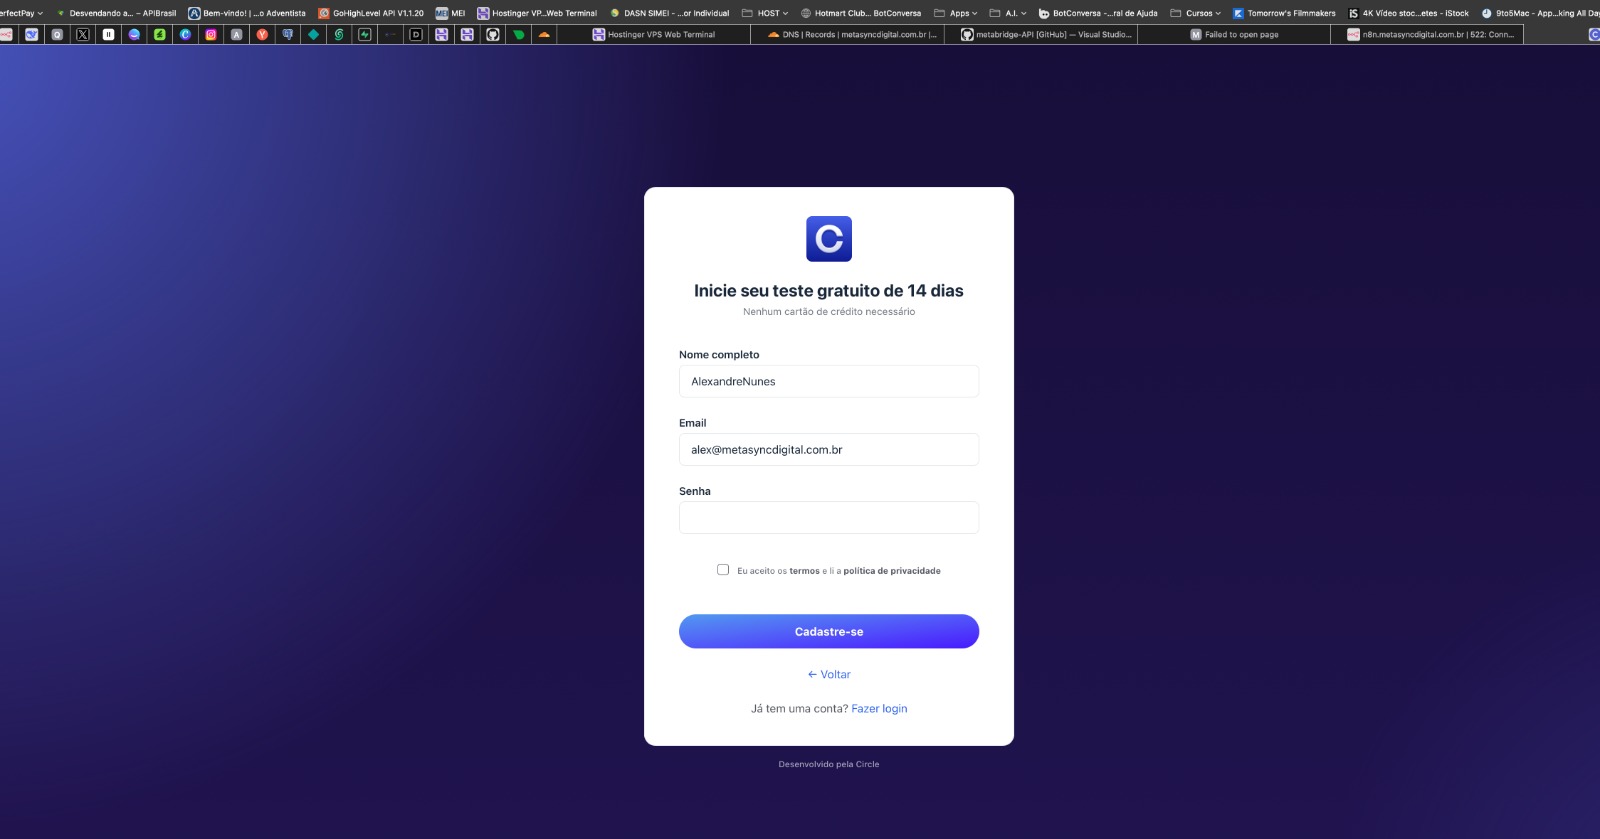 erfectPay
Desvendando a... – APIBrasil
Bem-vindo! |...o Adventista
GoHighLevel API V1.1.20
MEI
MEI
Hostinger VP...Web Terminal
DASN SIMEI - ...or Individual
HOST
Hotmart Club... BotConversa
Apps
A.I.
BotConversa -...ral de Ajuda
Cursos
Tomorrow's Filmmakers
iS
4K Vídeo stoc...etes - iStock
9to5Mac - App...king All Day
Hostinger VPS Web Terminal
DNS | Records | metasyncdigital.com.br |...
metabridge-API [GitHub] — Visual Studio...
M
Failed to open page
n8n.metasyncdigital.com.br | 522: Conn...
C
Inicie seu teste gratuito de 14 dias
Nenhum cartão de crédito necessário
Nome completo
AlexandreNunes
Email
alex@metasyncdigital.com.br
Senha
Eu aceito os termos e li a política de privacidade
Cadastre-se
← Voltar
Já tem uma conta? Fazer login
Desenvolvido pela Circle